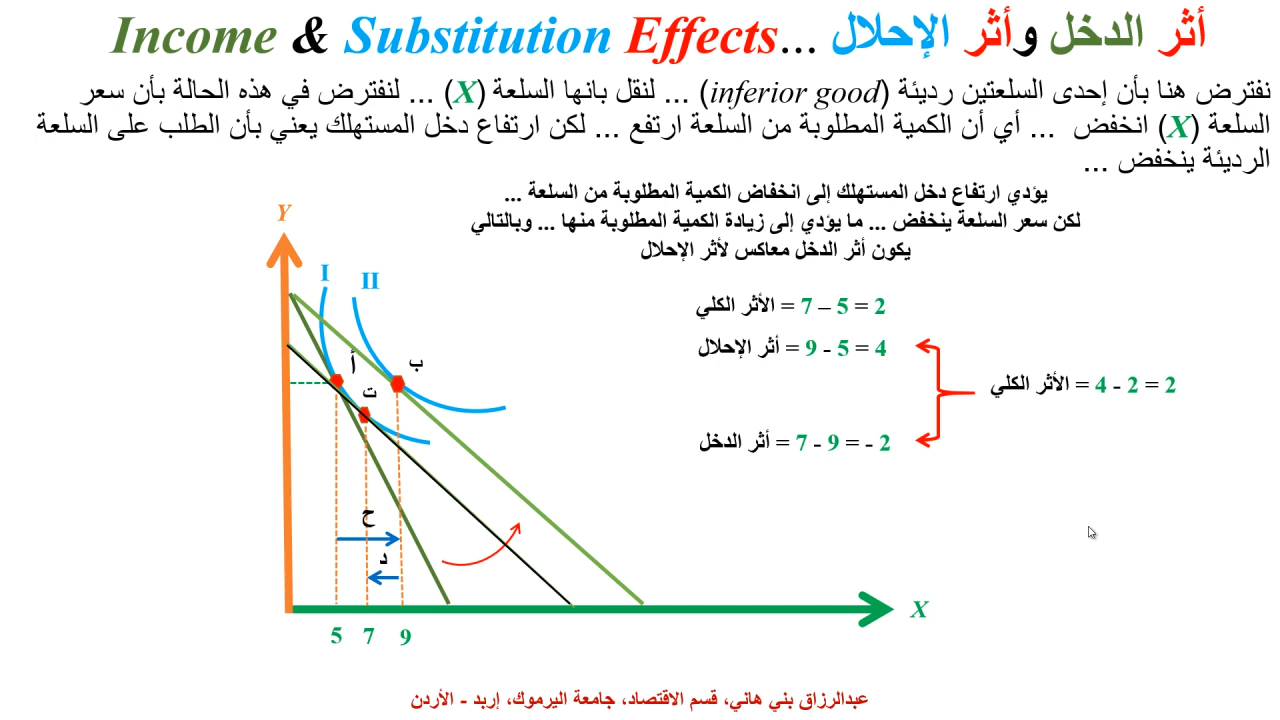 أثر الدخل وأثر الإحلال ... Income & Substitution Effects
نفترض هنا بأن إحدى السلعتين رديئة (inferior good) ... لنقل بانها السلعة (X) ... لنفترض في هذه الحالة بأن سعر
السلعة (X) انخفض ... أي أن الكمية المطلوبة من السلعة ارتفع ... لكن ارتفاع دخل المستهلك يعني بأن الطلب على السلعة
الرديئة ينخفض ...
يؤدي ارتفاع دخل المستهلك إلى انخفاض الكمية المطلوبة من السلعة ...
لكن سعر السلعة ينخفض ... ما يؤدي إلى زيادة الكمية المطلوبة منها ... وبالتالي
يكون أثر الدخل معاكس لأثر الإحلال
Y
I
II
أ
ب
ت
الأثر الكلي = 7 – 5 = 2
أثر الإحلال = 9 - 5 = 4
الأثر الكلي = 4 - 2 = 2
أثر الدخل = 7 - 9 = - 2
ح
د
X
5 7 9
عبدالرزاق بني هاني، قسم الاقتصاد، جامعة اليرموك، إربد - الأردن